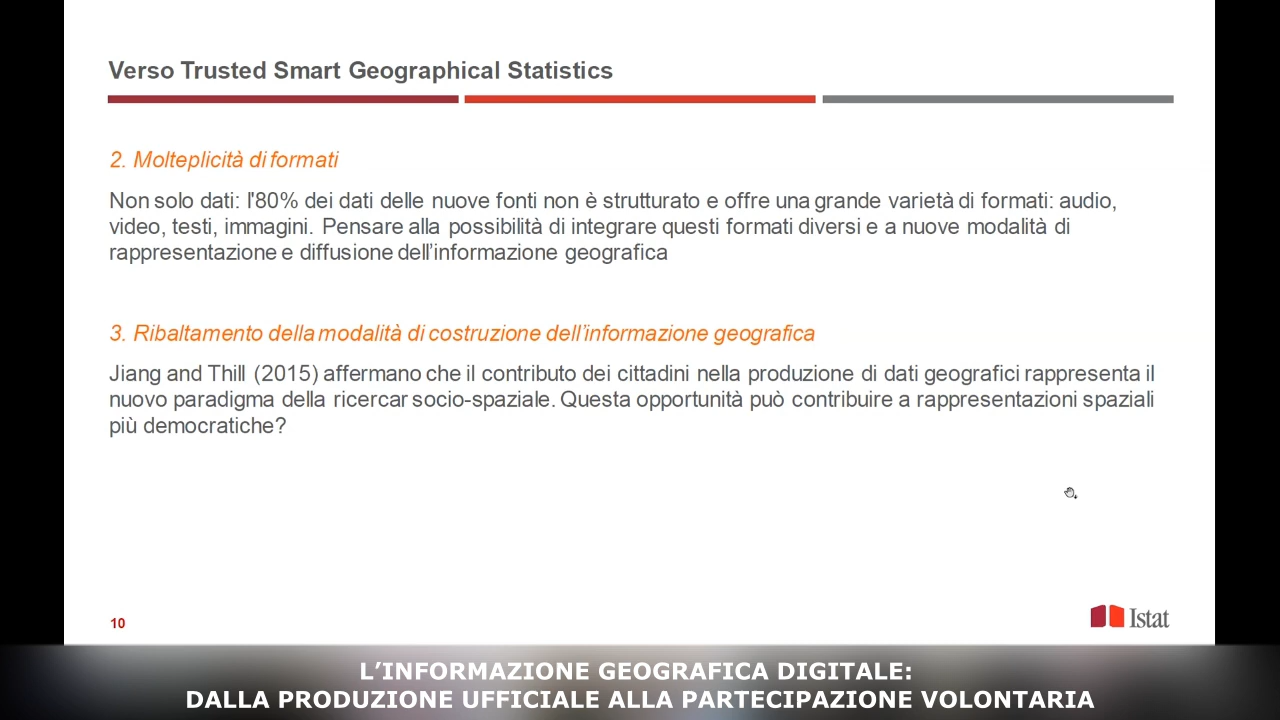 Verso Trusted Smart Geographical Statistics
2. Molteplicità di formati
Non solo dati: l'80% dei dati delle nuove fonti non è strutturato e offre una grande varietà di formati: audio,
video, testi, immagini. Pensare alla possibilità di integrare questi formati diversi e a nuove modalità di
rappresentazione e diffusione dell’informazione geografica
3. Ribaltamento della modalità di costruzione dell’informazione geografica
Jiang and Thill (2015) affermano che il contributo dei cittadini nella produzione di dati geografici rappresenta il
nuovo paradigma della ricercar socio-spaziale. Questa opportunità può contribuire a rappresentazioni spaziali
più democratiche?
10
Istat
L’INFORMAZIONE GEOGRAFICA DIGITALE:
DALLA PRODUZIONE UFFICIALE ALLA PARTECIPAZIONE VOLONTARIA